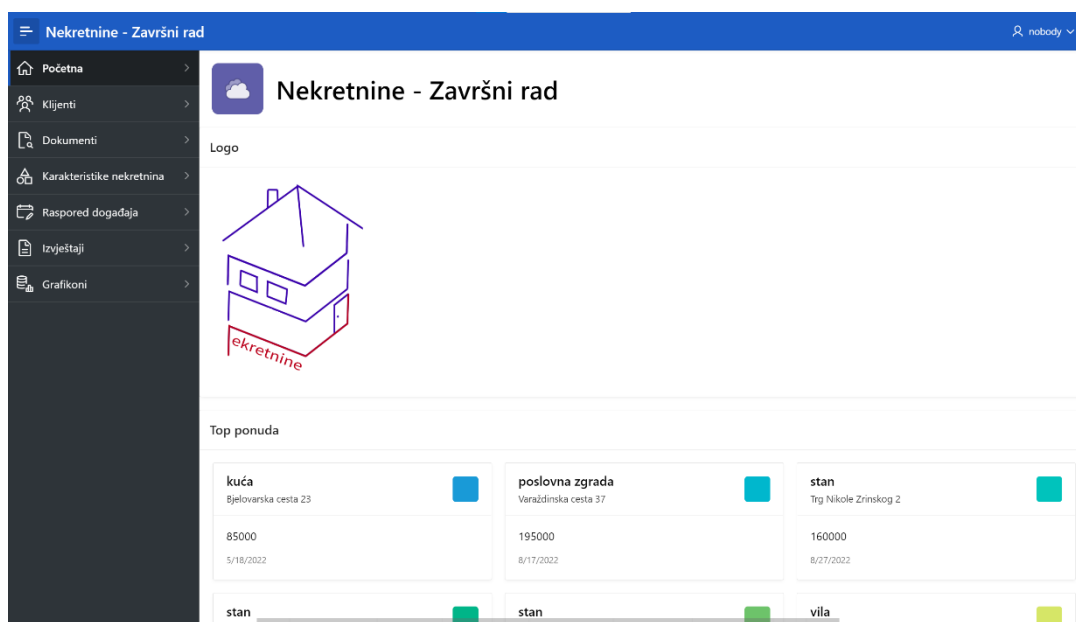 Nekretnine - Završni rad
nobody
Početna
Klijenti
Dokumenti
Karakteristike nekretnina
Raspored događaja
Izvještaji
Grafikoni
Nekretnine - Završni rad
Logo
ekretnine
Top ponuda
kuća
Bjelovarska cesta 23
85000
5/18/2022
poslovna zgrada
Varaždinska cesta 37
195000
8/17/2022
stan
Trg Nikole Zrinskog 2
160000
8/27/2022
stan
stan
vila